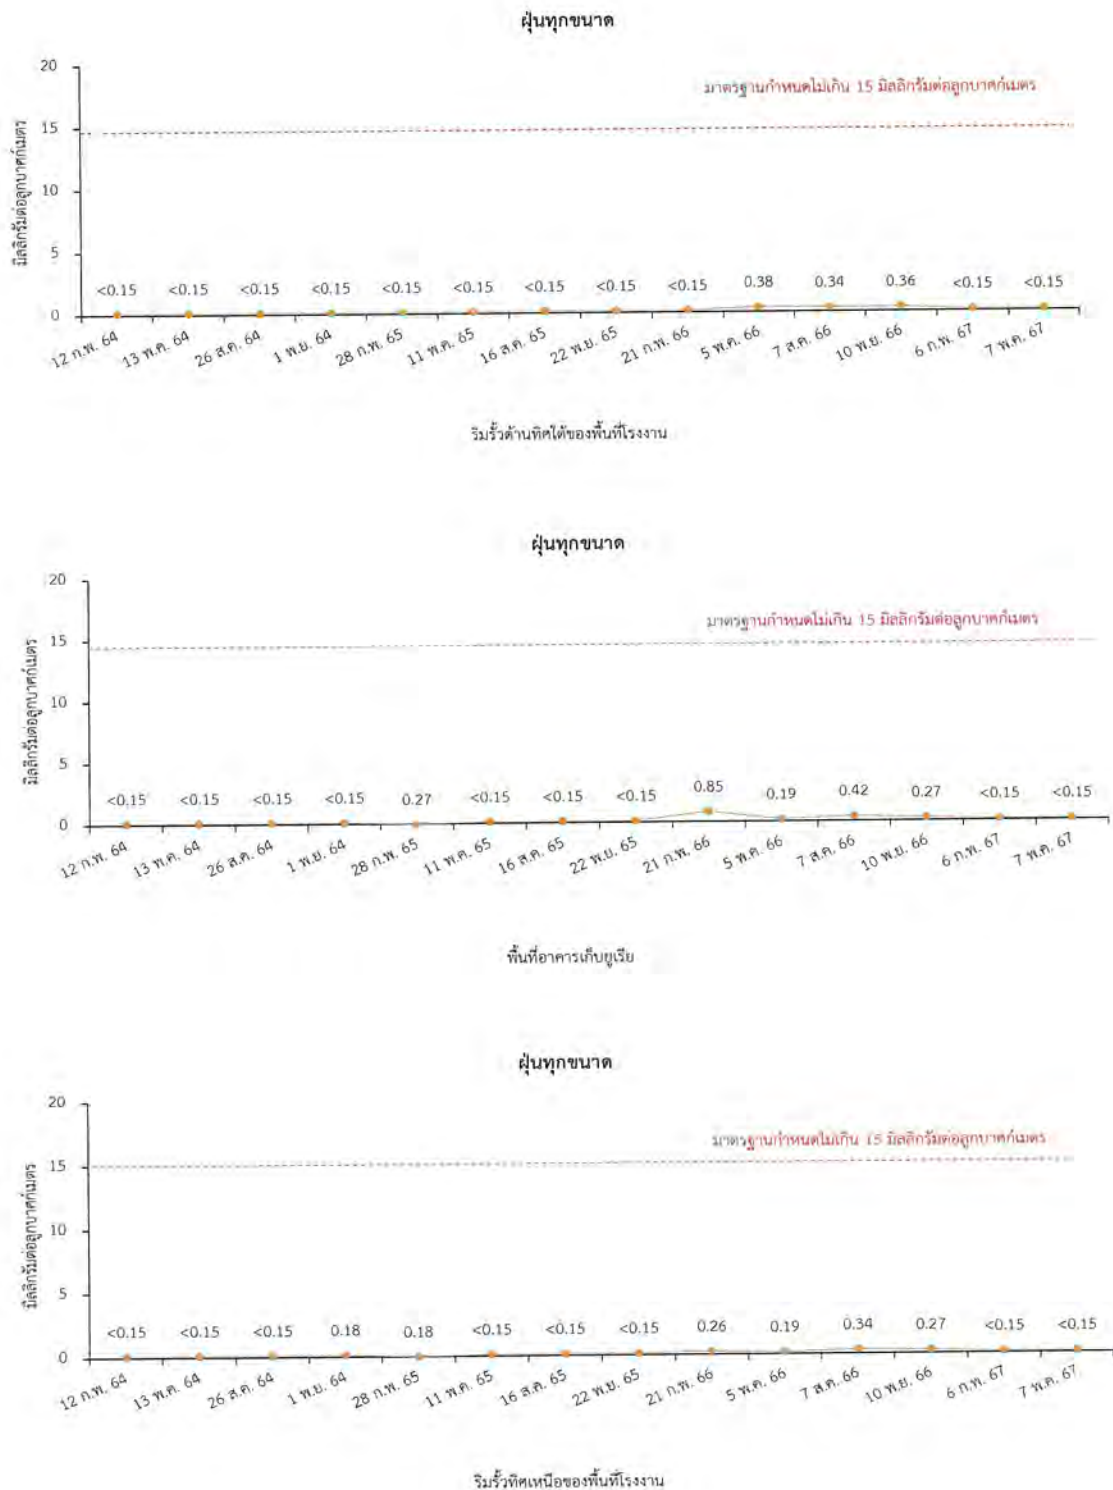 ฝุ่นทุกขนาด
มิลลิกรัมต่อลูกบาศก์เมตร
20
มาตรฐานกำหนดไม่เกิน 15 มิลลิกรัมต่อลูกบาศก์เมตร
15
10
5
0
<0.15 <0.15 <0.15 <0.15 <0.15 <0.15 <0.15 <0.15 <0.15 0.38 0.34 0.36 <0.15 <0.15
12 ก.พ. 64 13 พ.ค. 64 26 ส.ค. 64 1 พ.ย. 64 28 ก.พ. 65 11 พ.ค. 65 16 ส.ค. 65 22 พ.ย. 65 21 ก.พ. 66 5 พ.ค. 66 7 ส.ค. 66 10 พ.ย. 66 6 ก.พ. 67 7 พ.ค. 67
ริมรั้วด้านทิศใต้ของพื้นที่โรงงาน
ฝุ่นทุกขนาด
มิลลิกรัมต่อลูกบาศก์เมตร
20
มาตรฐานกำหนดไม่เกิน 15 มิลลิกรัมต่อลูกบาศก์เมตร
15
10
5
0
<0.15 <0.15 <0.15 <0.15 0.27 <0.15 <0.15 <0.15 0.85 0.19 0.42 0.27 <0.15 <0.15
12 ก.พ. 64 13 พ.ค. 64 26 ส.ค. 64 1 พ.ย. 64 28 ก.พ. 65 11 พ.ค. 65 16 ส.ค. 65 22 พ.ย. 65 21 ก.พ. 66 5 พ.ค. 66 7 ส.ค. 66 10 พ.ย. 66 6 ก.พ. 67 7 พ.ค. 67
พื้นที่อาคารเก็บยูเรีย
ฝุ่นทุกขนาด
มิลลิกรัมต่อลูกบาศก์เมตร
20
มาตรฐานกำหนดไม่เกิน 15 มิลลิกรัมต่อลูกบาศก์เมตร
15
10
5
0
<0.15 <0.15 <0.15 0.18 0.18 <0.15 <0.15 <0.15 0.26 0.19 0.34 0.27 <0.15 <0.15
12 ก.พ. 64 13 พ.ค. 64 26 ส.ค. 64 1 พ.ย. 64 28 ก.พ. 65 11 พ.ค. 65 16 ส.ค. 65 22 พ.ย. 65 21 ก.พ. 66 5 พ.ค. 66 7 ส.ค. 66 10 พ.ย. 66 6 ก.พ. 67 7 พ.ค. 67
ริมรั้วทิศเหนือของพื้นที่โรงงาน